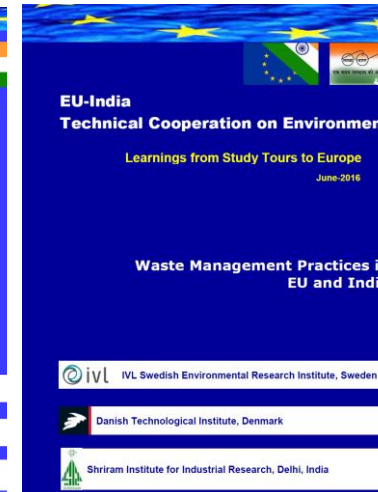 EU-India
Technical Cooperation on Environmen
Learnings from Study Tours to Europe
June-2016
Waste Management Practices i
EU and Indi
ivl IVL Swedish Environmental Research Institute, Sweden
Danish Technological Institute, Denmark
Shriram Institute for Industrial Research, Delhi, India